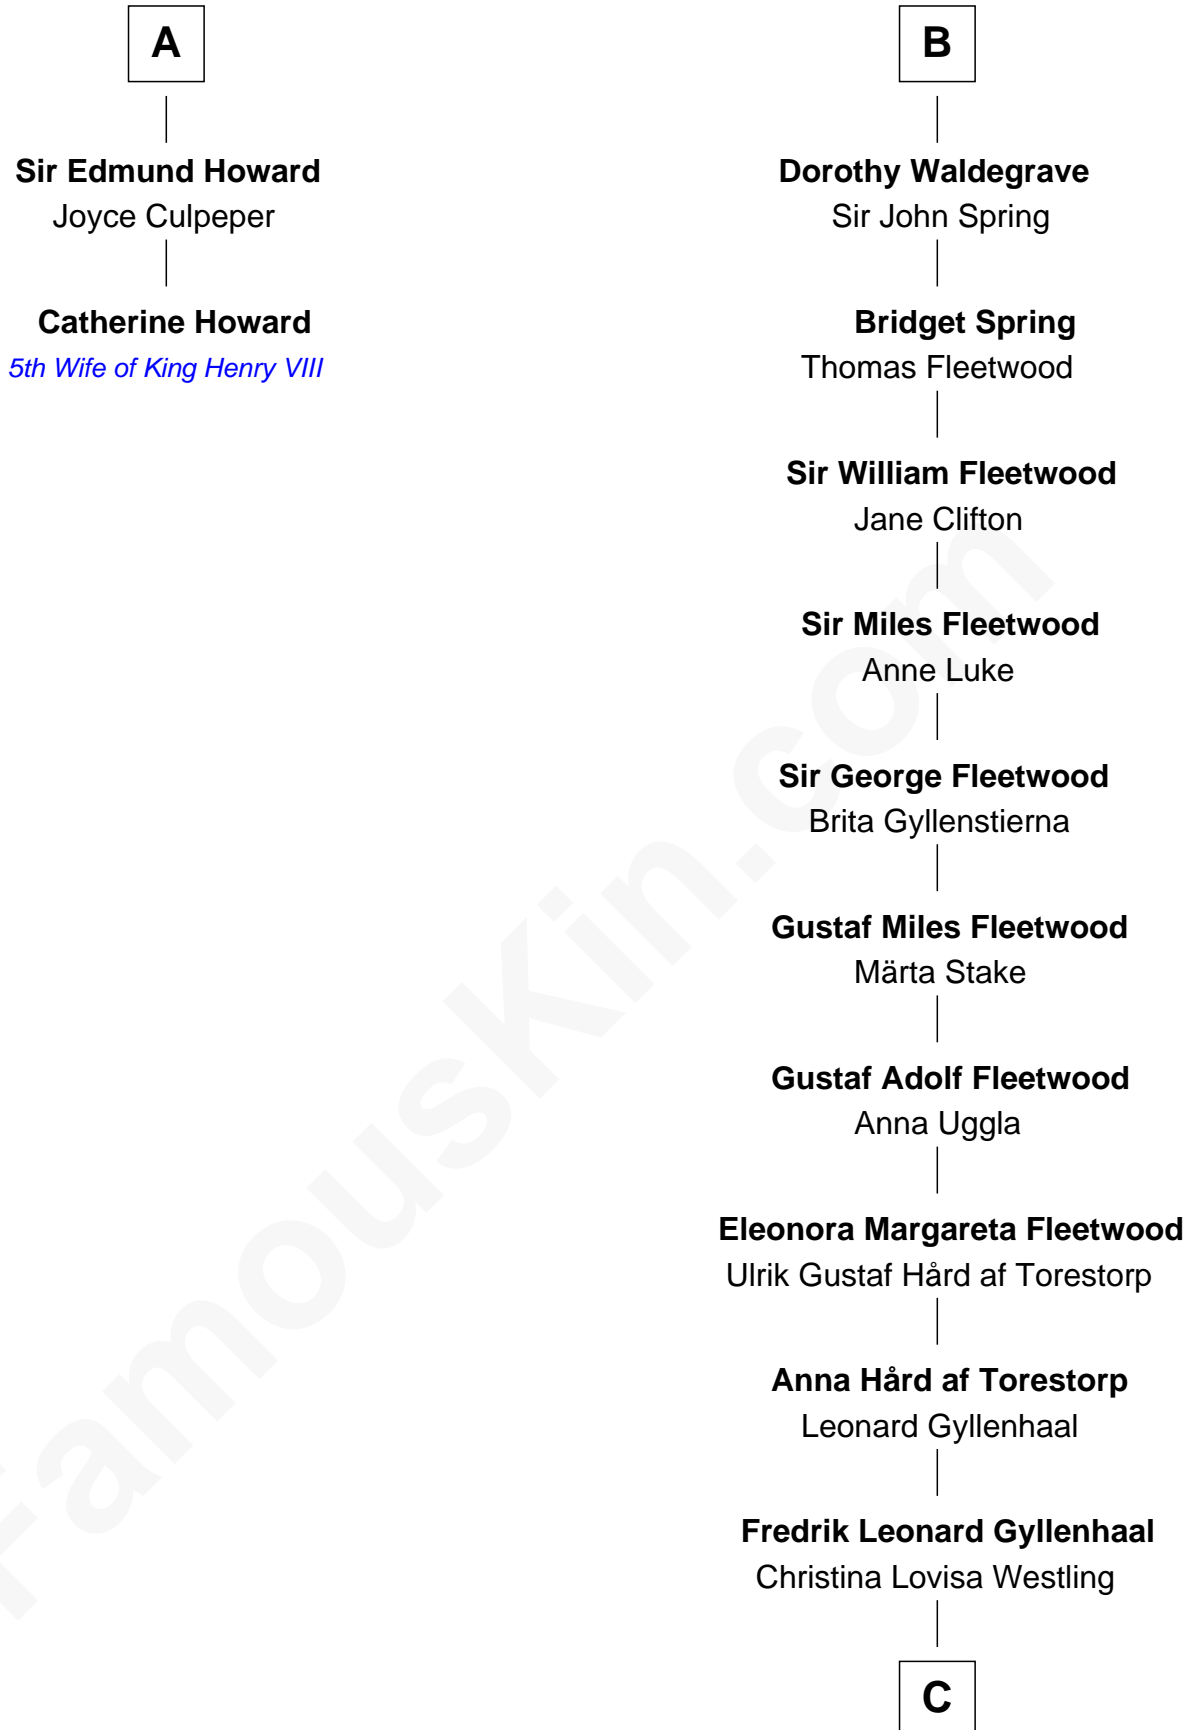 A
Sir Edmund Howard
Joyce Culpeper
Catherine Howard
5th Wife of King Henry VIII
B
Dorothy Waldegrave
Sir John Spring
Bridget Spring
Thomas Fleetwood
Sir William Fleetwood
Jane Clifton
Sir Miles Fleetwood
Anne Luke
Sir George Fleetwood
Brita Gyllenstierna
Gustaf Miles Fleetwood
Märta Stake
Gustaf Adolf Fleetwood
Anna Uggla
Eleonora Margareta Fleetwood
Ulrik Gustaf Hård af Torestorp
Anna Hård af Torestorp
Leonard Gyllenhaal
Fredrik Leonard Gyllenhaal
Christina Lovisa Westling
C
FamousKin.com